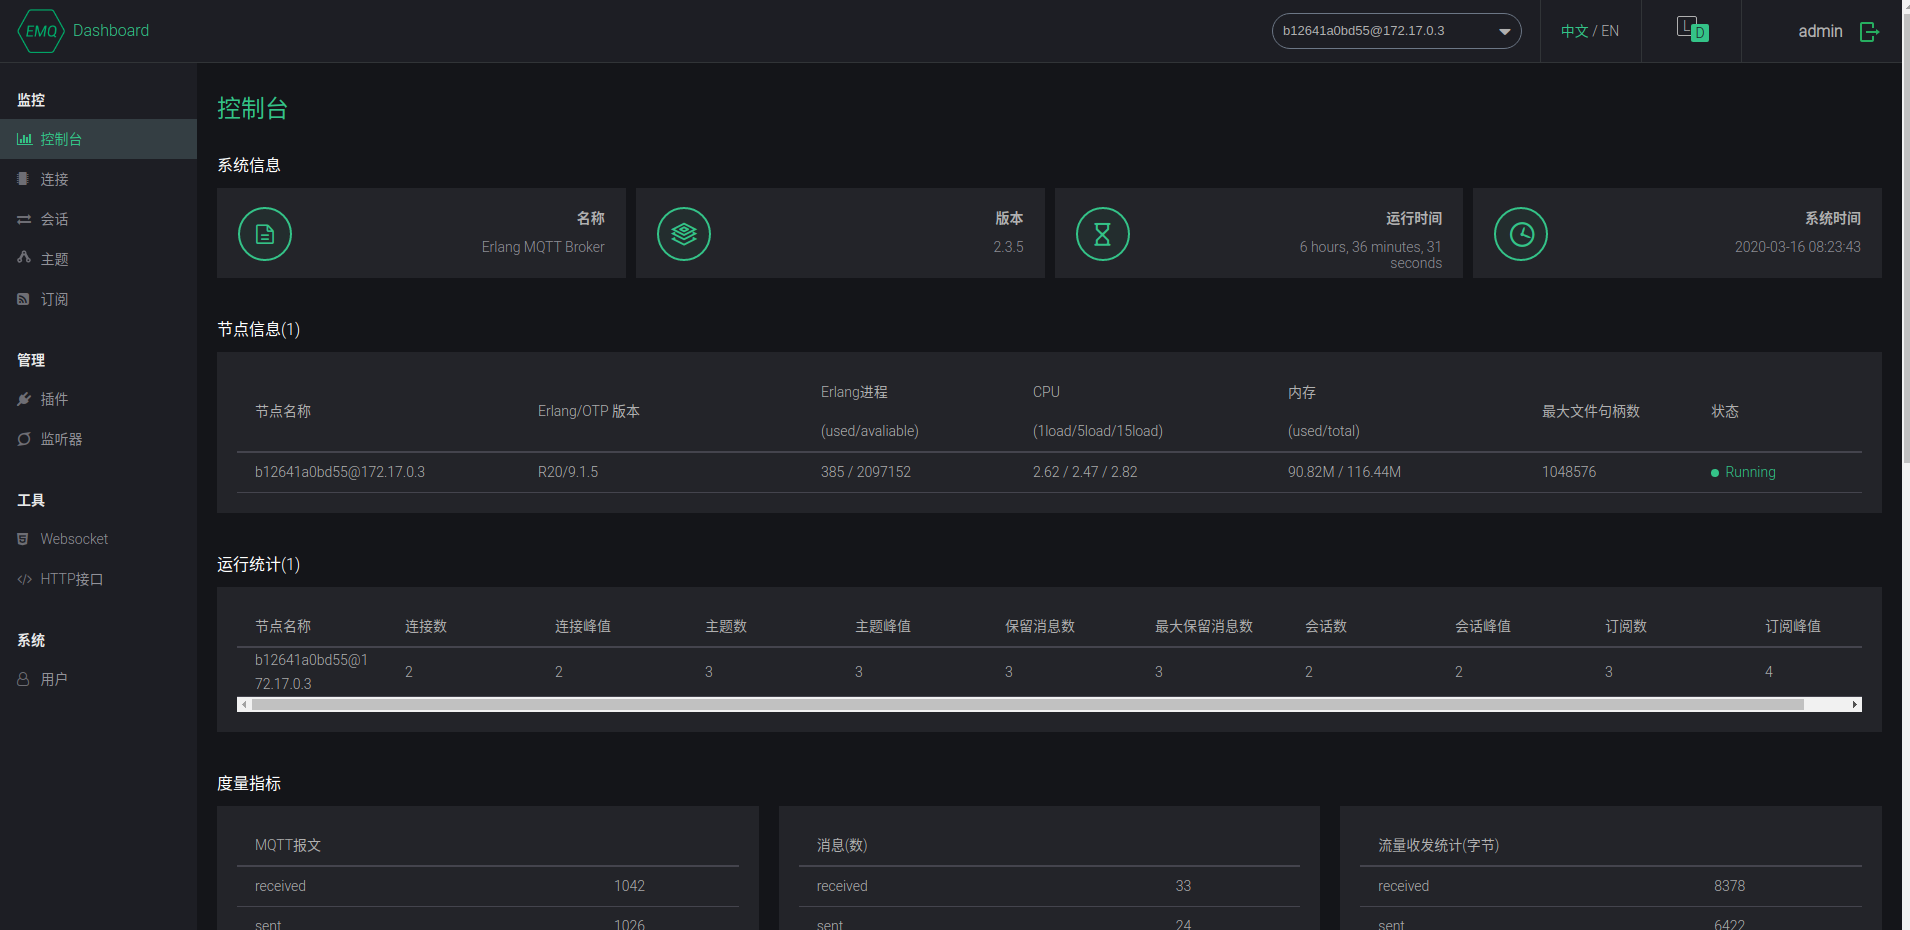 EMQ Dashboard
b12641a0bd55@172.17.0.3
中文 / EN
L D
admin
监控
控制台
连接
会话
主题
订阅
管理
插件
监听器
工具
Websocket
HTTP接口
系统
用户
控制台
系统信息
名称
Erlang MQTT Broker
版本
2.3.5
运行时间
6 hours, 36 minutes, 31
seconds
系统时间
2020-03-16 08:23:43
节点信息(1)
节点名称 Erlang/OTP 版本 Erlang进程 (used/avaliable) CPU (1load/5load/15load) 内存 (used/total) 最大文件句柄数 状态
b12641a0bd55@172.17.0.3 R20/9.1.5 385 / 2097152 2.62 / 2.47 / 2.82 90.82M / 116.44M 1048576 Running
运行统计(1)
节点名称 连接数 连接峰值 主题数 主题峰值 保留消息数 最大保留消息数 会话数 会话峰值 订阅数 订阅峰值
b12641a0bd55@1
72.17.0.3 2 2 3 3 3 3 2 2 3 4
度量指标
MQTT报文
received 1042
sent 1026
消息(数)
received 33
sent 24
流量收发统计(字节)
received 8378
sent 6422